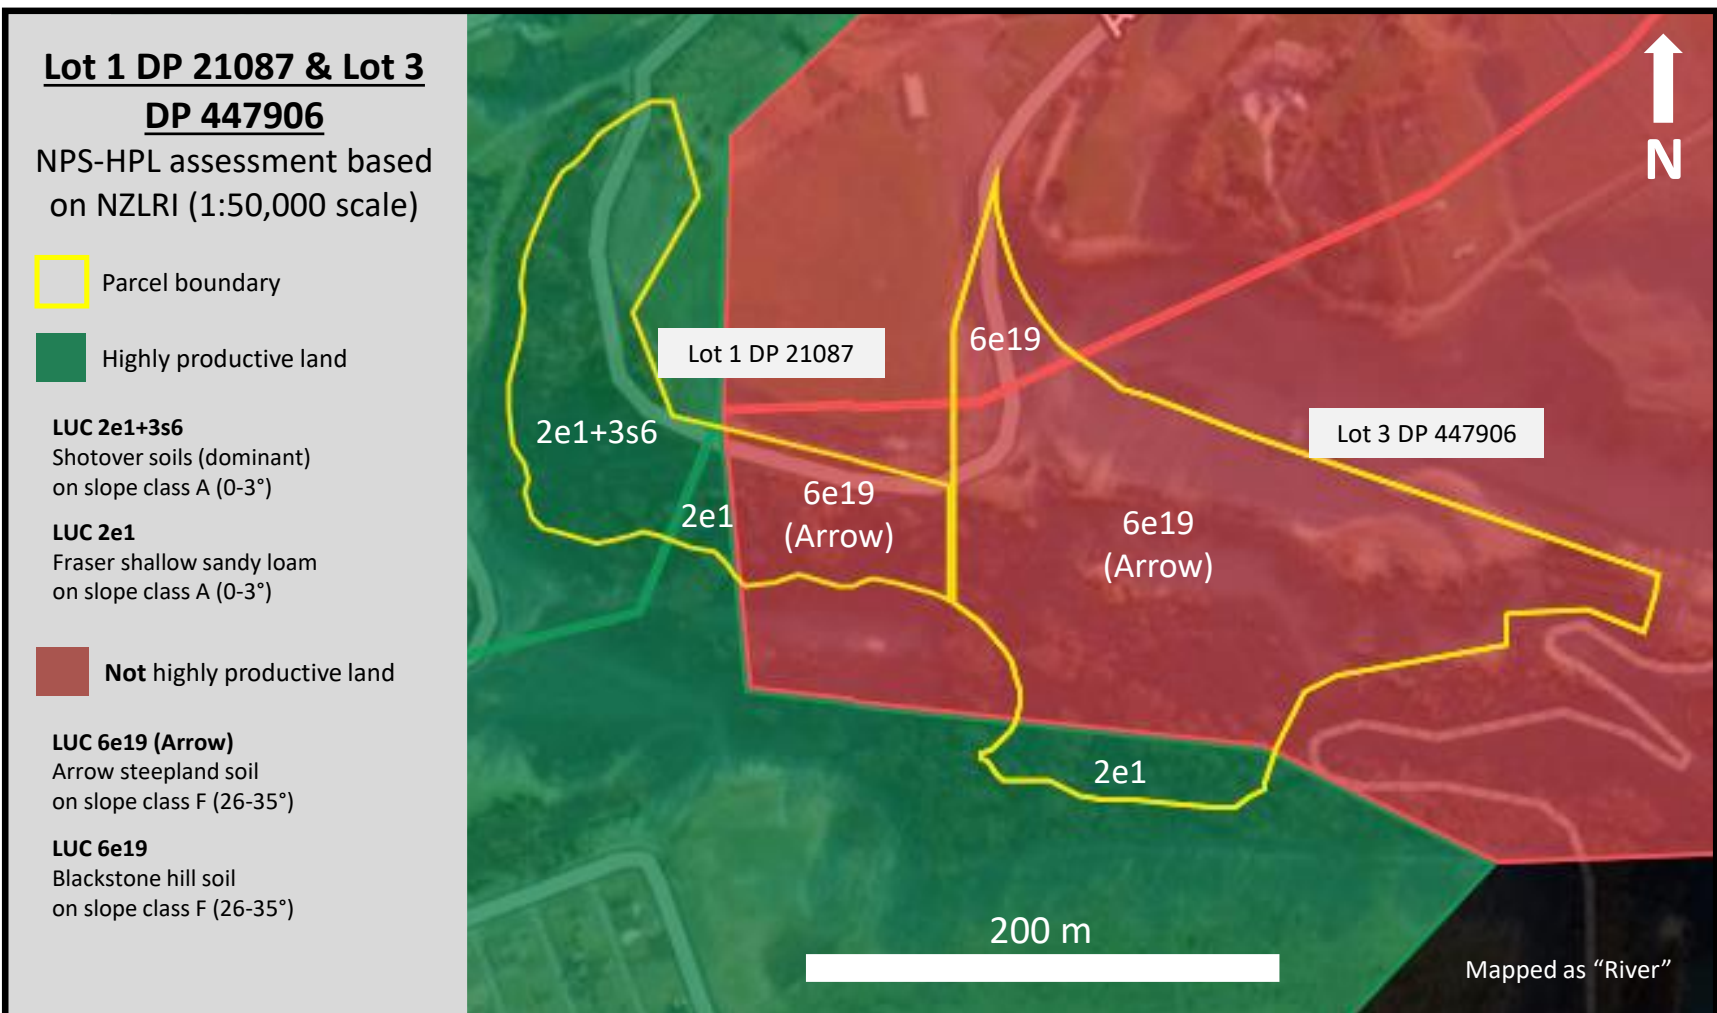 Lot 1 DP 21087 & Lot 3
DP 447906
NPS-HPL assessment based
on NZLRI (1:50,000 scale)
Parcel boundary
Highly productive land
LUC 2e1+3s6
Shotover soils (dominant)
on slope class A (0-3°)
LUC 2e1
Fraser shallow sandy loam
on slope class A (0-3°)
Not highly productive land
LUC 6e19 (Arrow)
Arrow steepland soil
on slope class F (26-35°)
LUC 6e19
Blackstone hill soil
on slope class F (26-35°)
N
6e19
Lot 1 DP 21087
Lot 3 DP 447906
2e1+3s6
6e19
(Arrow)
2e1
6e19
(Arrow)
2e1
200 m
Mapped as “River”